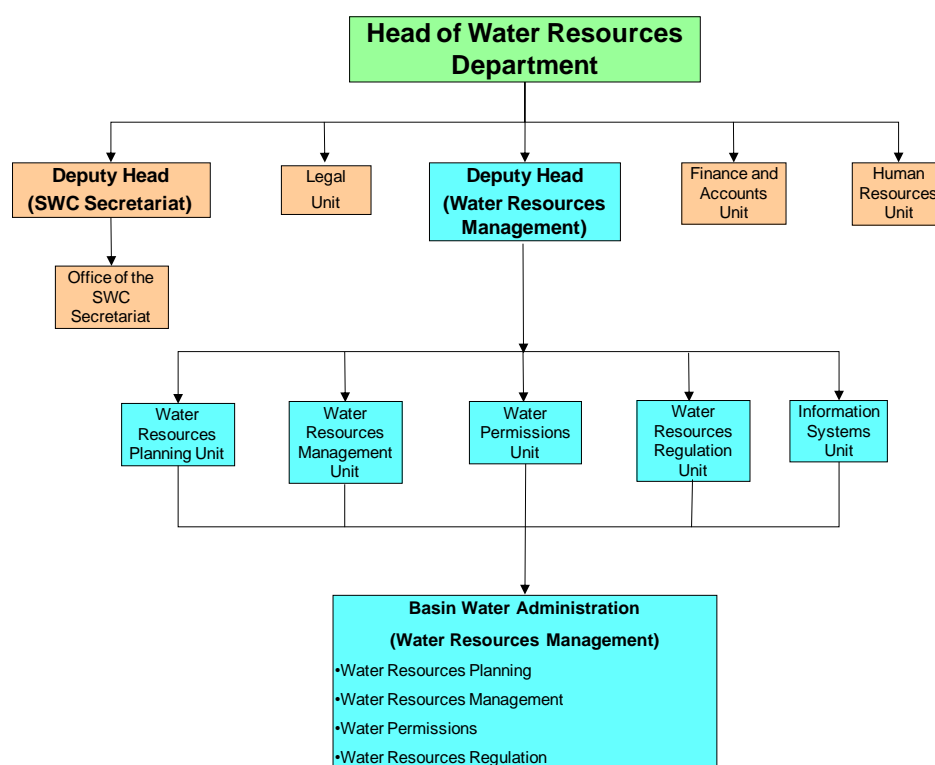 Head of Water Resources
Department
Deputy Head
(SWC Secretariat)
Legal
Unit
Deputy Head
(Water Resources
Management)
Finance and
Accounts
Unit
Human
Resources
Unit
Office of the
SWC
Secretariat
Water
Resources
Planning Unit
Water
Resources
Management
Unit
Water
Permissions
Unit
Water
Resources
Regulation
Unit
Information
Systems
Unit
Basin Water Administration
(Water Resources Management)
•Water Resources Planning
•Water Resources Management
•Water Permissions
•Water Resources Regulation